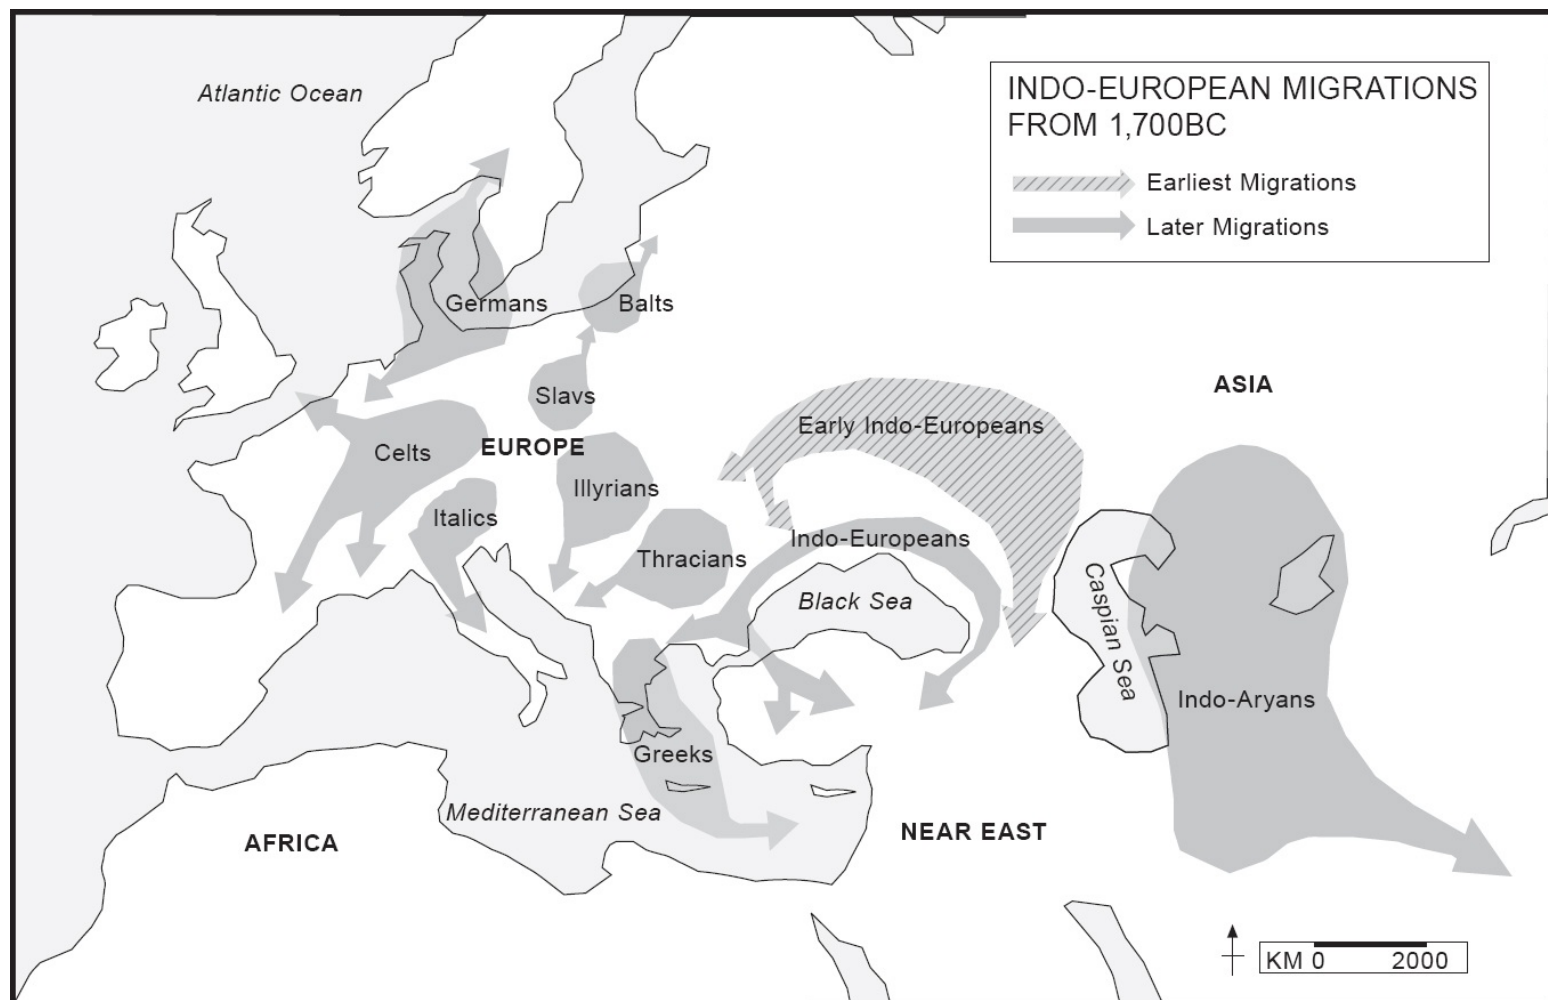 Atlantic Ocean
INDO-EUROPEAN MIGRATIONS
FROM 1,700BC
Earliest Migrations
Later Migrations
Germans
Balts
ASIA
Slavs
Early Indo-Europeans
EUROPE
Celts
Illyrians
Italics
Indo-Europeans
Thracians
Black Sea
Caspian Sea
Indo-Aryans
Greeks
Mediterranean Sea
NEAR EAST
AFRICA
KM 0 2000